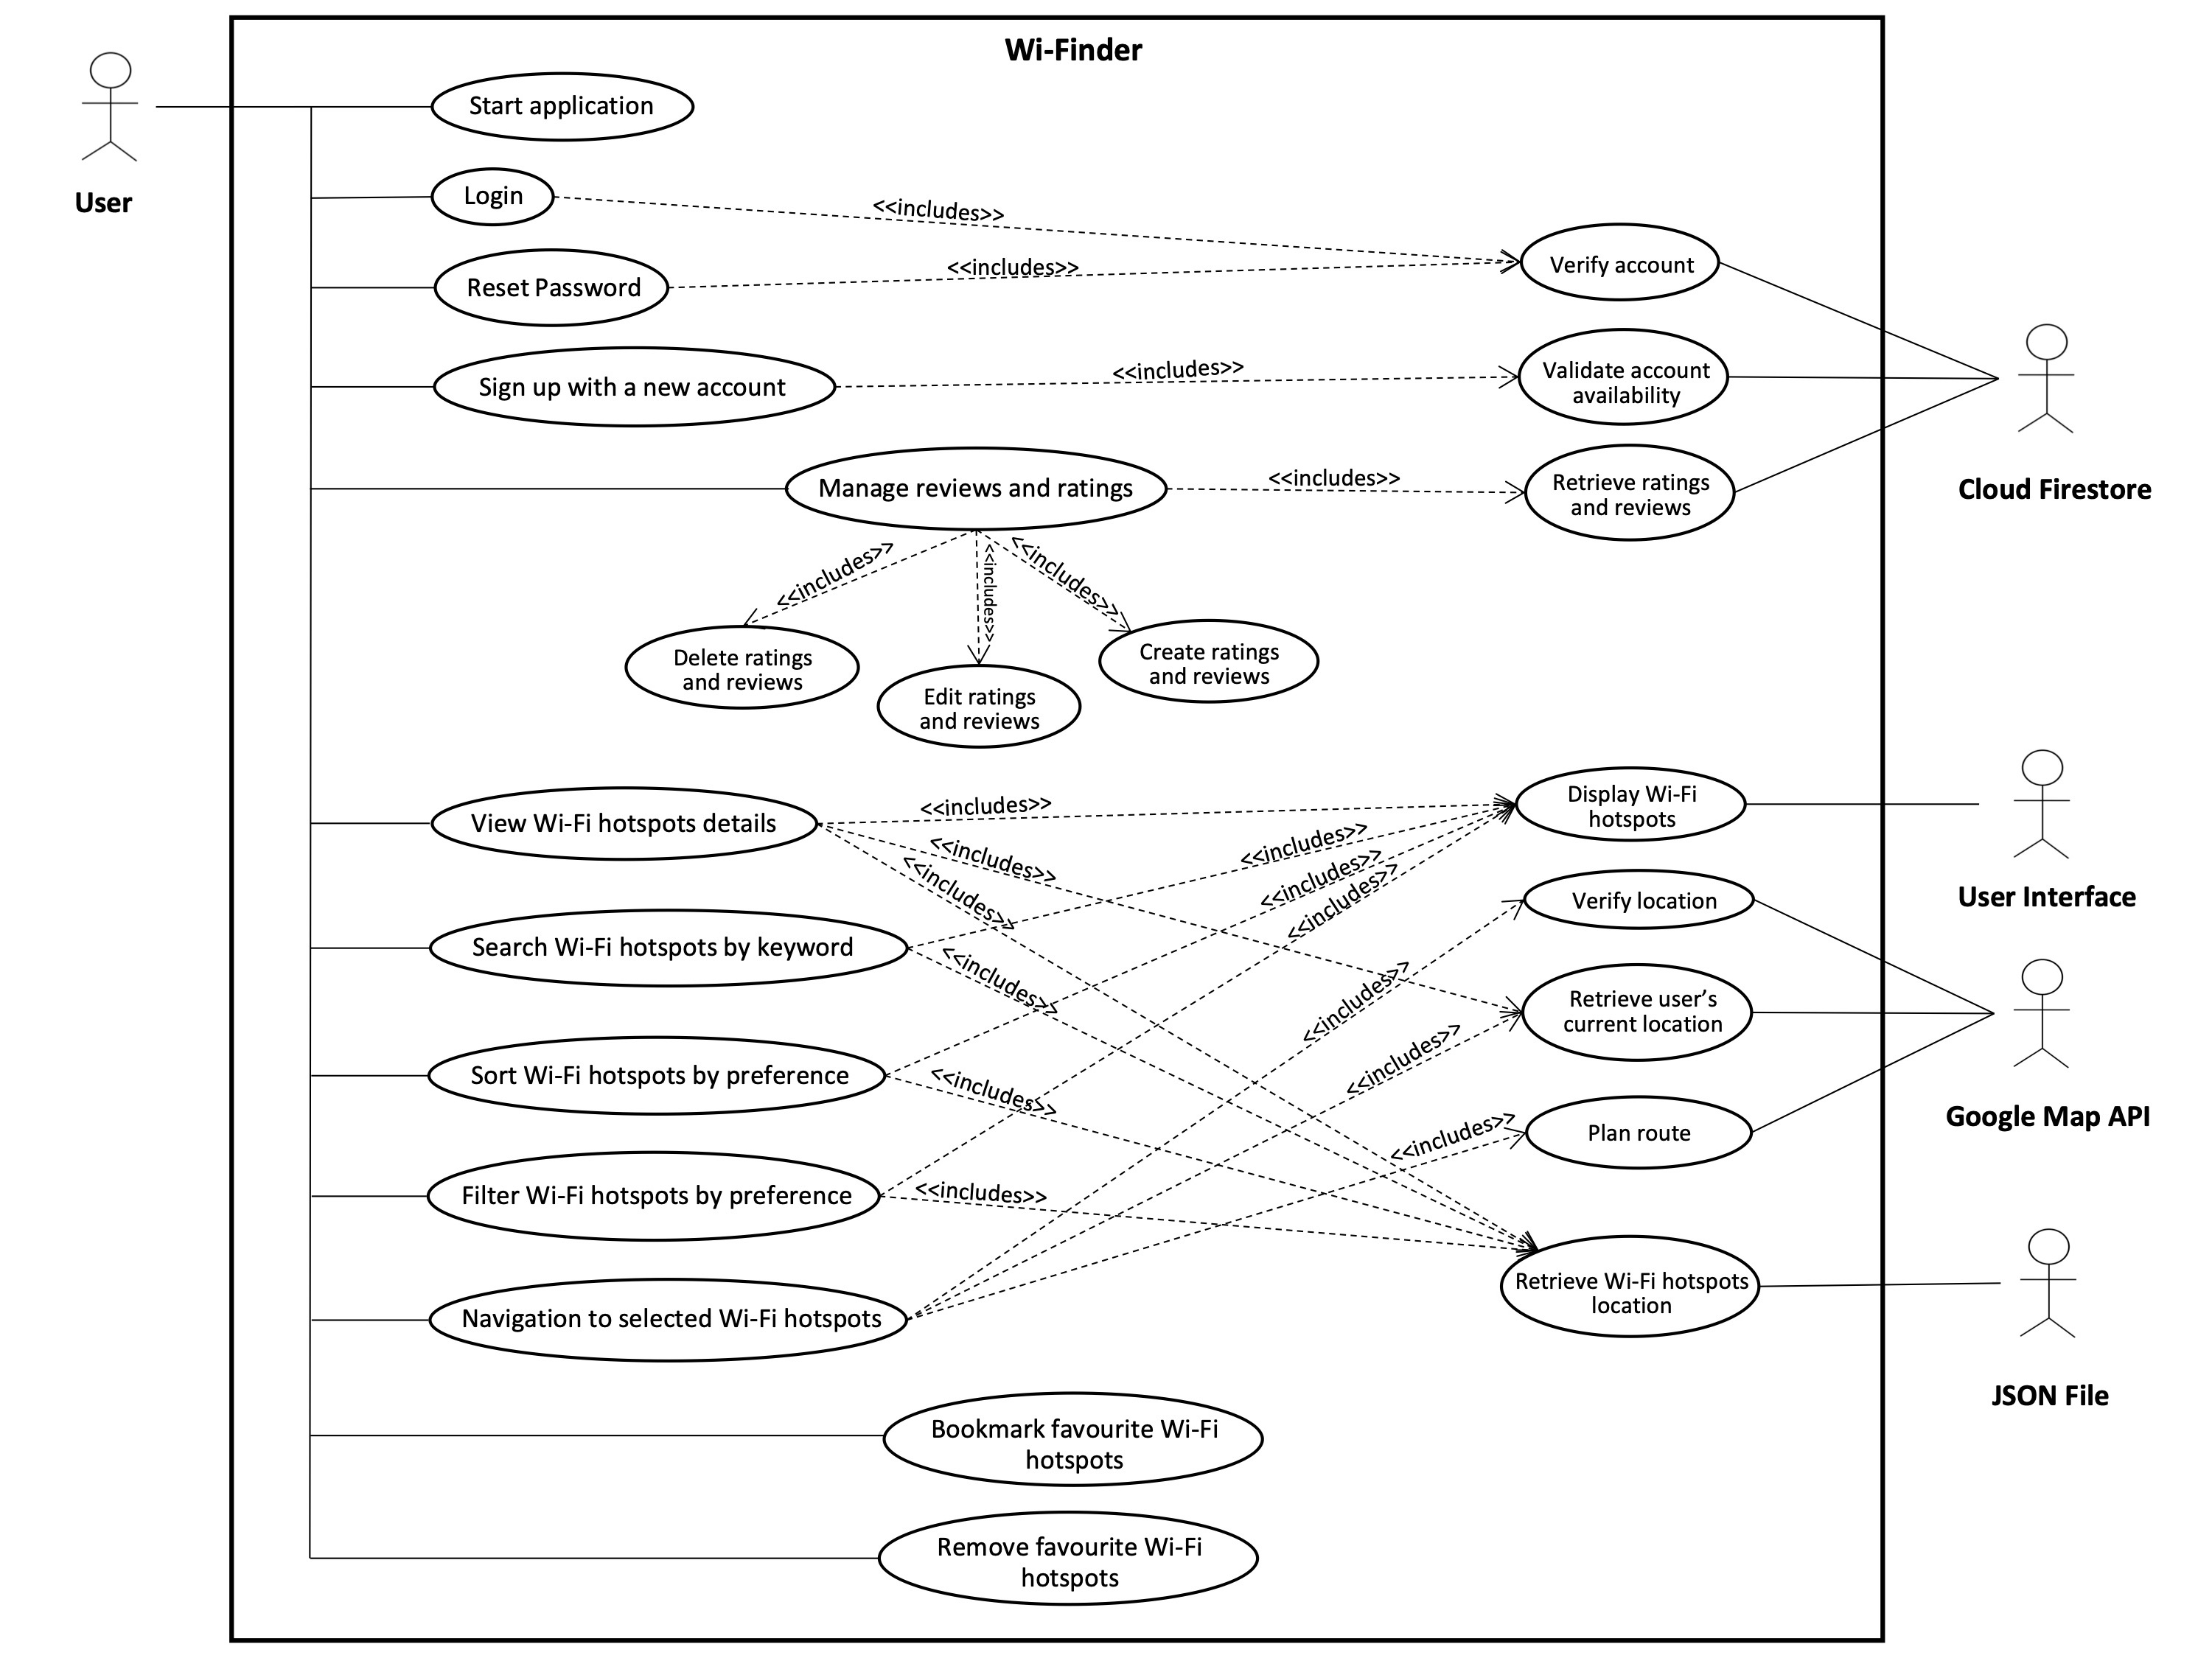 Wi-Finder
User
Start application
Login
<<includes>>
Reset Password
<<includes>>
Verify account
Sign up with a new account
<<includes>>
Validate account
availability
Manage reviews and ratings
<<includes>>
Retrieve ratings
and reviews
Cloud Firestore
<<includes>>
<<includes>>
<<includes>>
Delete ratings
and reviews
Edit ratings
and reviews
Create ratings
and reviews
View Wi-Fi hotspots details
<<includes>>
<<includes>>
<<includes>>
Display Wi-Fi
hotspots
User Interface
<<includes>>
<<includes>>
<<includes>>
Search Wi-Fi hotspots by keyword
<<includes>>
Verify location
<<includes>>
Retrieve user’s
current location
<<includes>>
Sort Wi-Fi hotspots by preference
<<includes>>
Plan route
<<includes>>
Google Map API
Filter Wi-Fi hotspots by preference
<<includes>>
Navigation to selected Wi-Fi hotspots
Retrieve Wi-Fi hotspots
location
JSON File
Bookmark favourite Wi-Fi
hotspots
Remove favourite Wi-Fi
hotspots